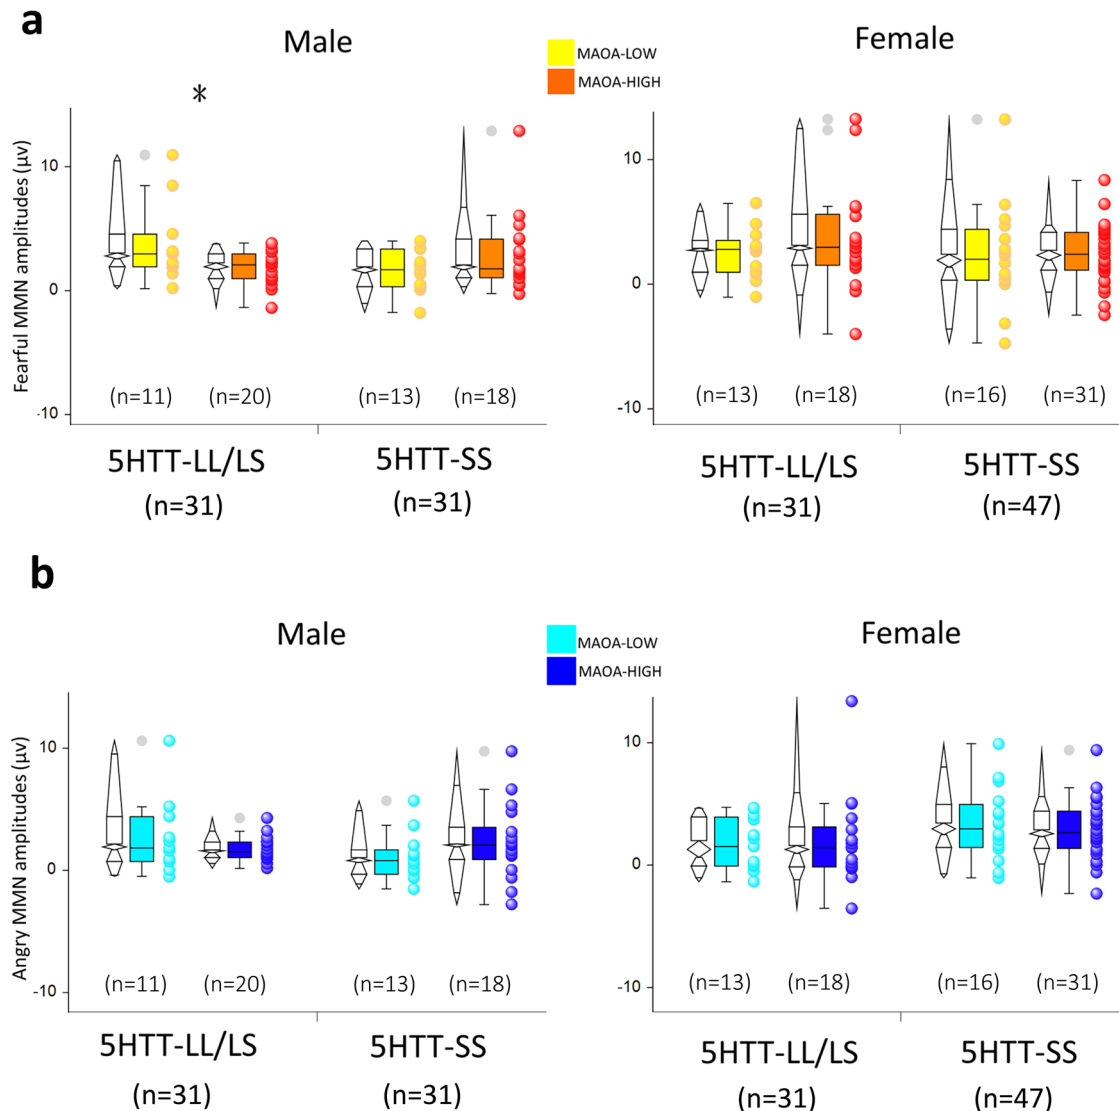 a
Male
Female
MAOA-LOW
MAOA-HIGH
*
Fearful MMN amplitudes (μv)
10
0
-10
10
0
-10
(n=11) (n=20) (n=13) (n=18)
(n=13) (n=18) (n=16) (n=31)
5HTT-LL/LS 5HTT-SS
(n=31) (n=31)
5HTT-LL/LS 5HTT-SS
(n=31) (n=47)
b
Male
Female
MAOA-LOW
MAOA-HIGH
Angry MMN amplitudes (μv)
10
0
-10
10
0
-10
(n=11) (n=20) (n=13) (n=18)
(n=13) (n=18) (n=16) (n=31)
5HTT-LL/LS 5HTT-SS
(n=31) (n=31)
5HTT-LL/LS 5HTT-SS
(n=31) (n=47)